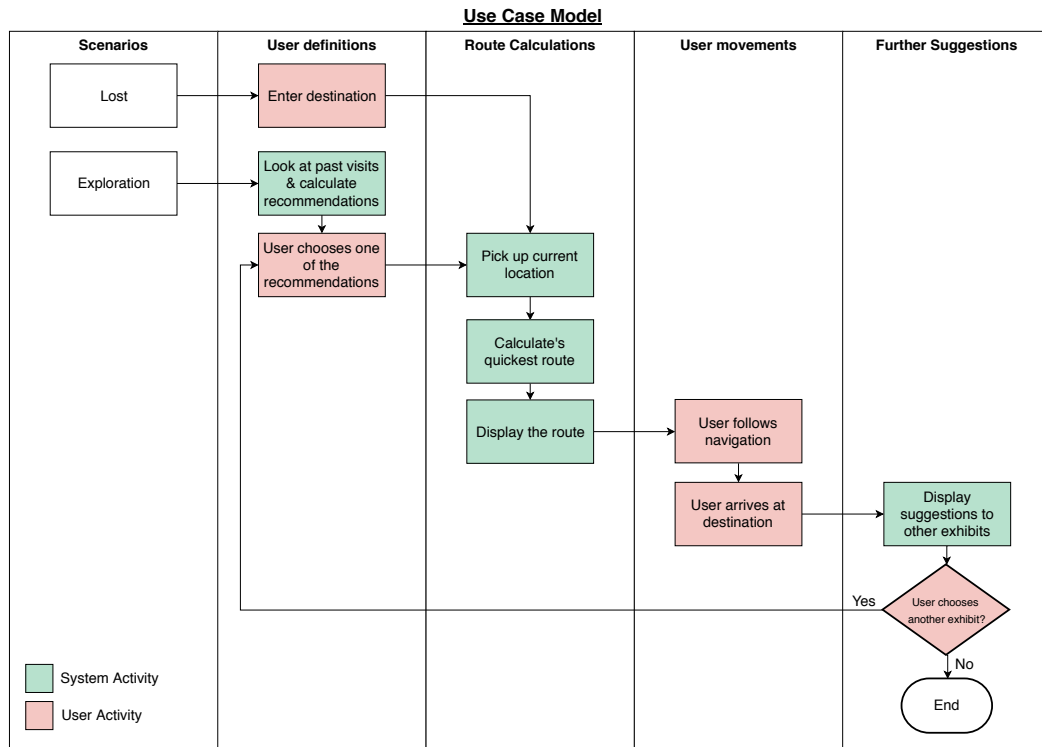 Use Case Model
Scenarios
User definitions
Route Calculations
User movements
Further Suggestions
Lost
Enter destination
Exploration
Look at past visits
& calculate
recommendations
User chooses one
of the
recommendations
Pick up current
location
Calculate's
quickest route
Display the route
User follows
navigation
User arrives at
destination
Display
suggestions to
other exhibits
User chooses
another exhibit?
Yes
No
End
System Activity
User Activity